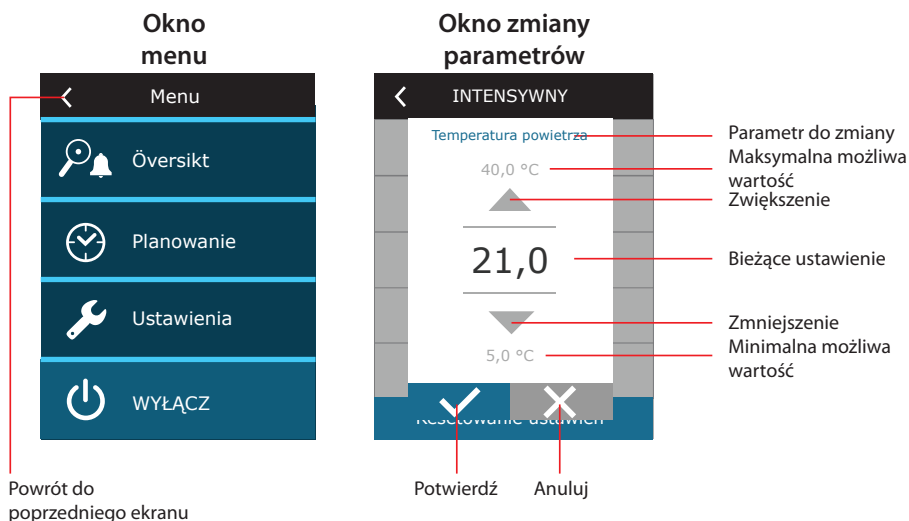 Okno
menu
Menu
Översikt
Planowanie
Ustawienia
WYŁĄCZ
Powrót do
poprzedniego ekranu
Okno zmiany
parametrów
INTENSYWNY
Temperatura powietrza
40,0 °C
21,0
5,0 °C
Resetowanie ustawień
Parametr do zmiany
Maksymalna możliwa
wartość
Zwiększenie
Bieżące ustawienie
Zmniejszenie
Minimalna możliwa
wartość
Potwierdź
Anuluj